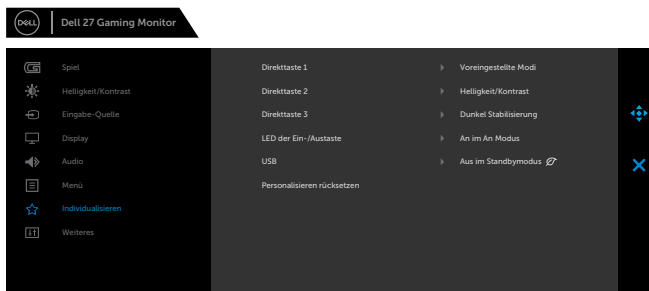 DELL
Dell 27 Gaming Monitor
Spiel
Direkttaste 1
Voreingestellte Modi
Helligkeit/Kontrast
Direkttaste 2
Helligkeit/Kontrast
Eingabe-Quelle
Direkttaste 3
Dunkel Stabilisierung
Display
LED der Ein-/Austaste
An im An Modus
Audio
USB
Aus im Standbymodus
Menü
Personalisieren rücksetzen
Individualisieren
Weiteres